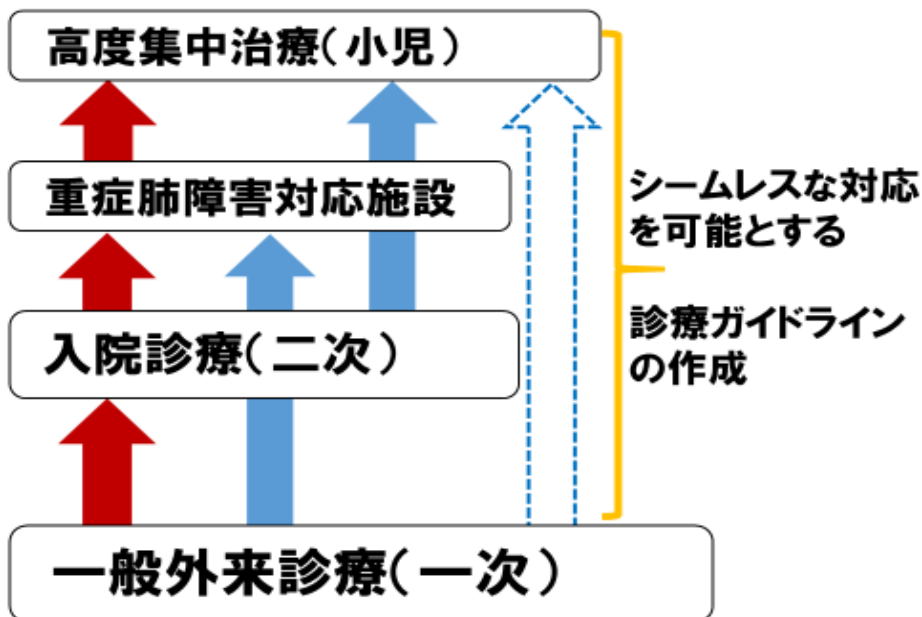 高度集中治療(小児)
重症肺障害対応施設
シームレスな対応
を可能とする
入院診療(二次)
診療ガイドライン
の作成
一般外来診療(一次)